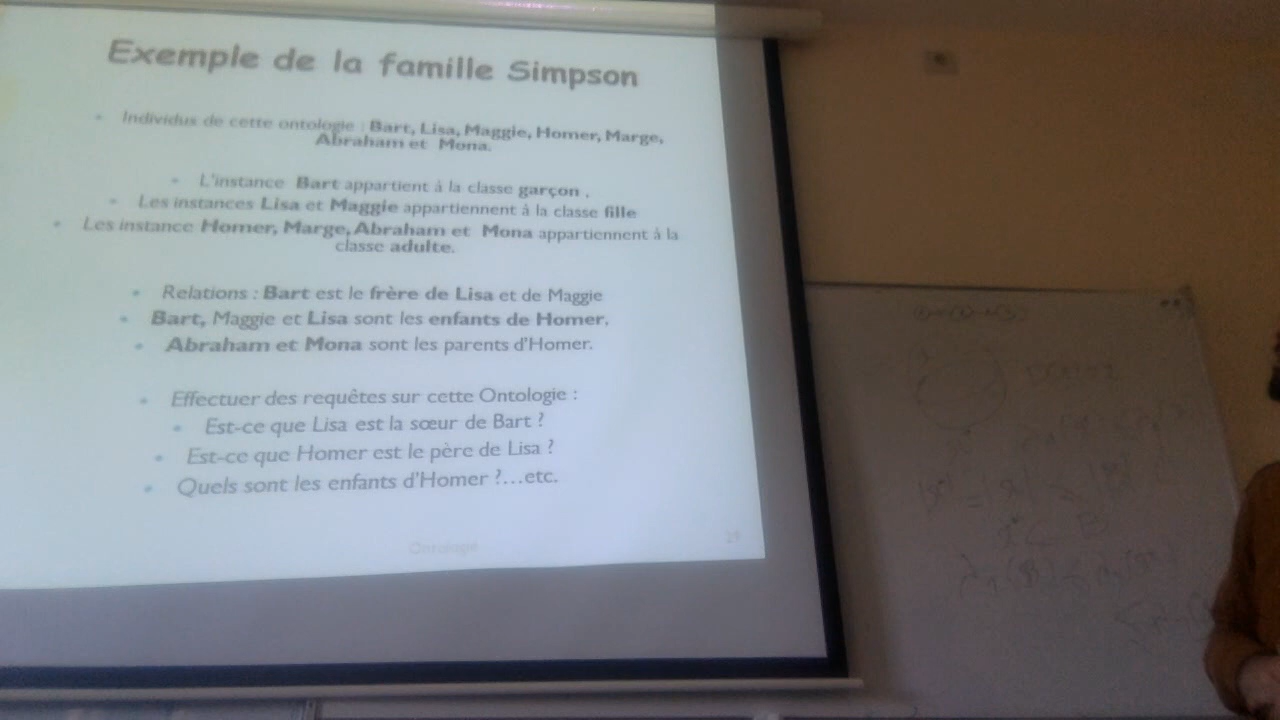 Exemple de la famille Simpson
• Individus de cette ontologie : Bart, Lisa, Maggie, Homer, Marge,
Abraham et Mona.
• L'instance Bart appartient à la classe garçon .
• Les instances Lisa et Maggie appartiennent à la classe fille
• Les instance Homer, Marge, Abraham et Mona appartiennent à la
classe adulte.
• Relations : Bart est le frère de Lisa et de Maggie
• Bart, Maggie et Lisa sont les enfants de Homer.
• Abraham et Mona sont les parents d'Homer.
• Effectuer des requêtes sur cette Ontologie :
• Est-ce que Lisa est la sœur de Bart ?
• Est-ce que Homer est le père de Lisa ?
• Quels sont les enfants d'Homer ?...etc.
Ontologie